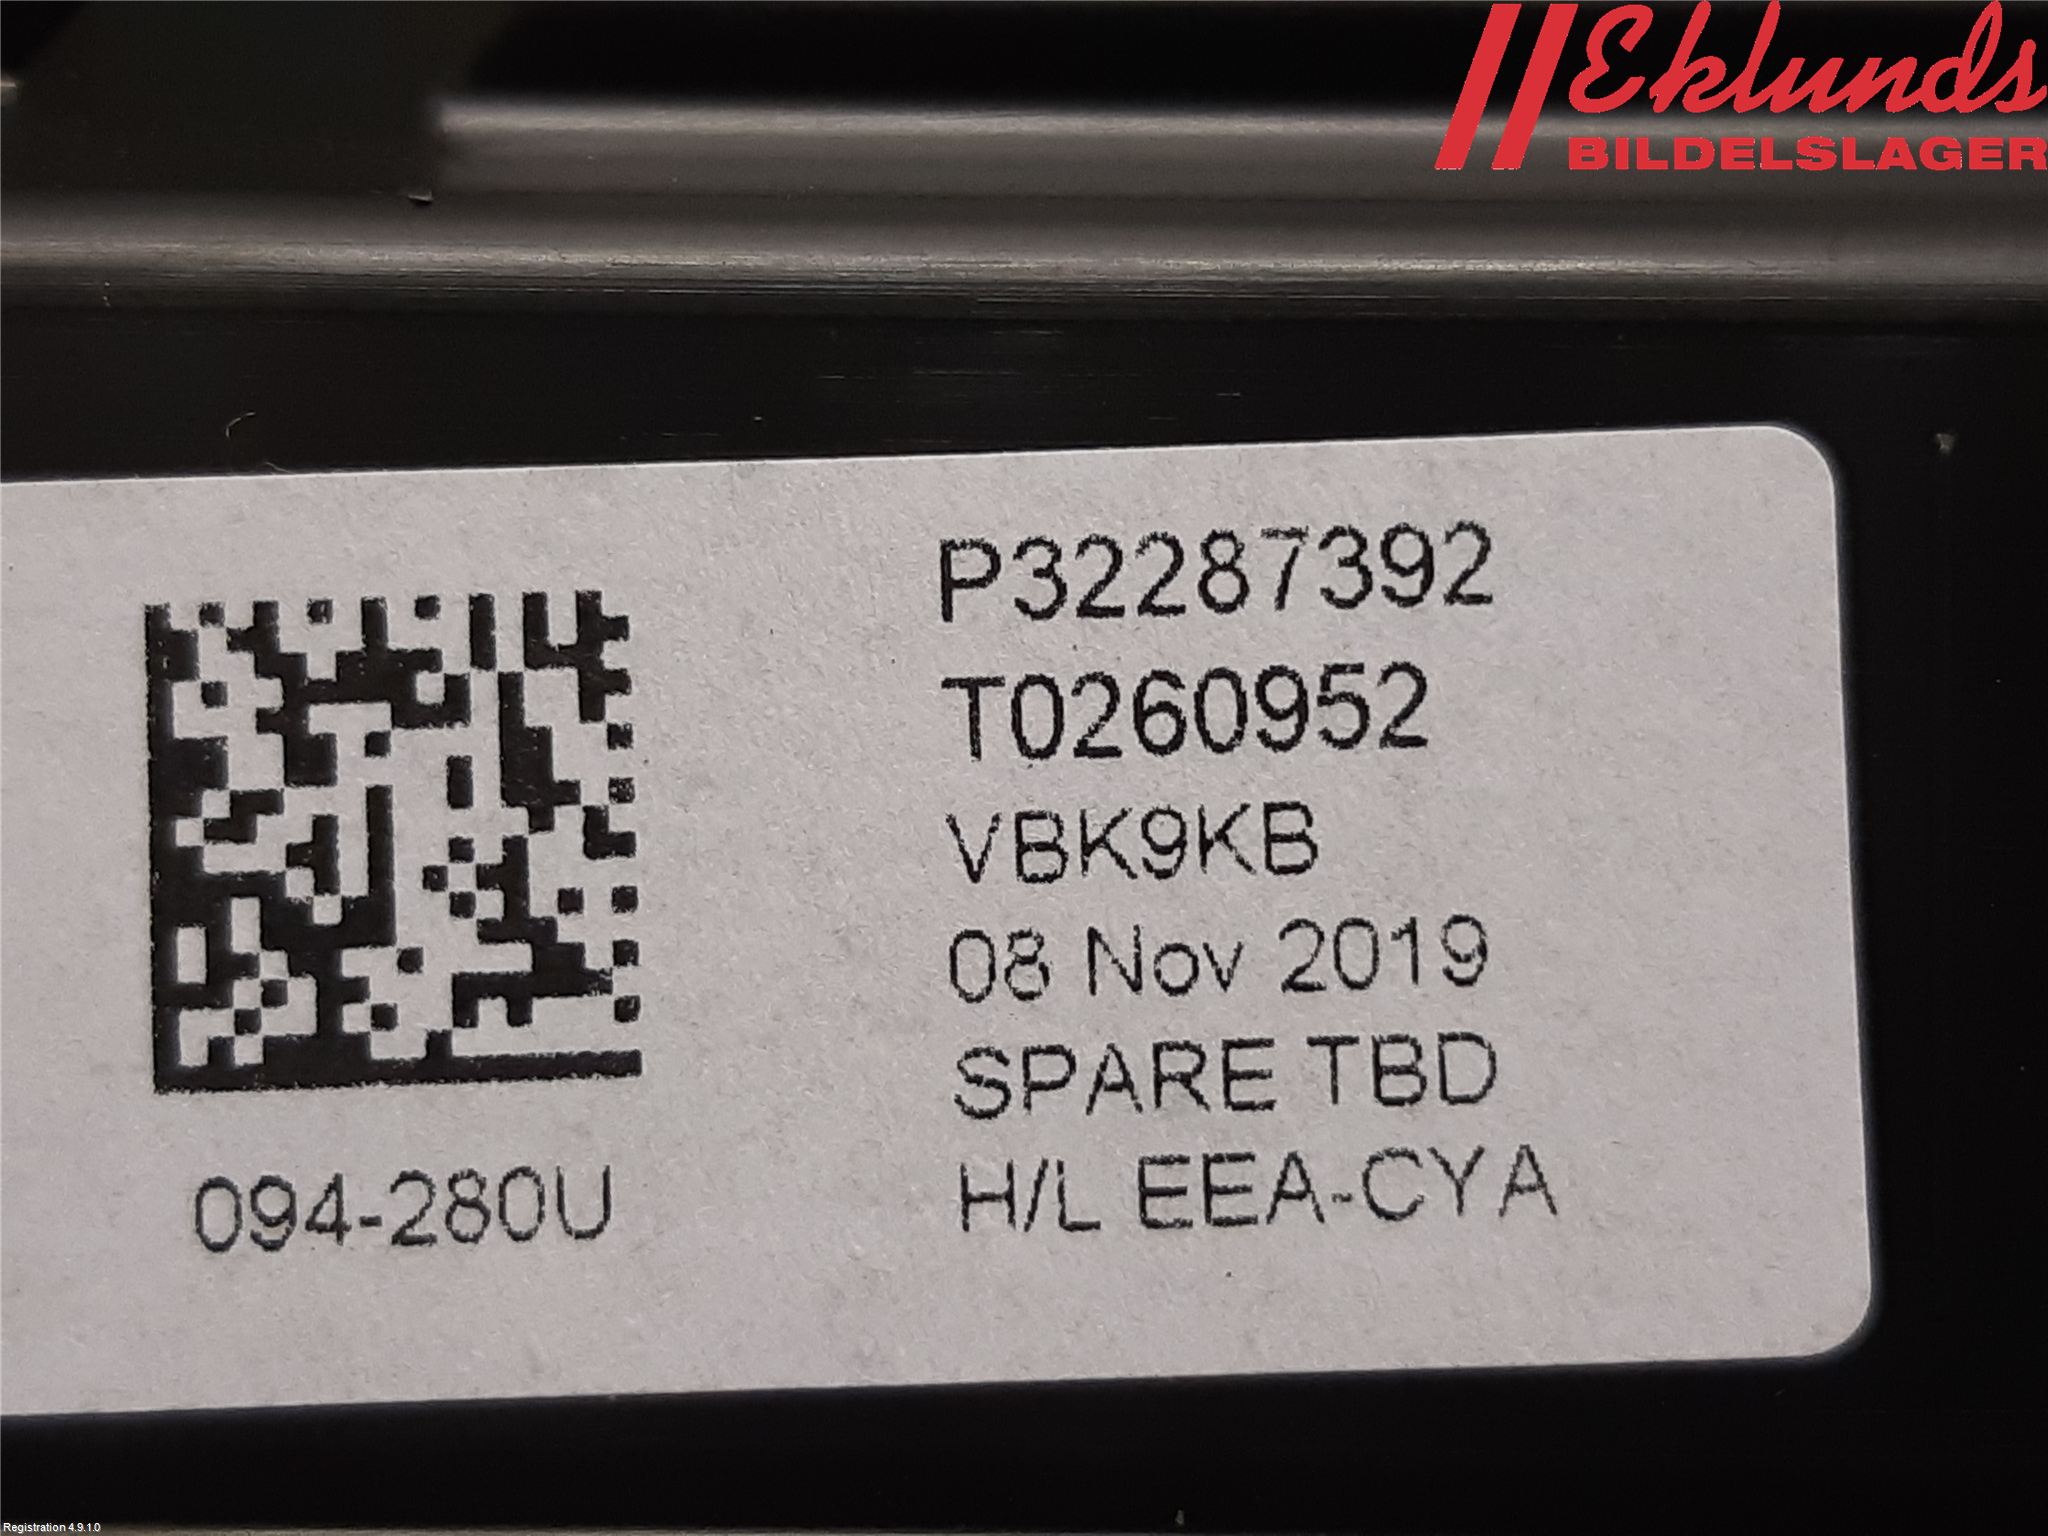 Eklunds
BILDELSLAGER
P32287392
T0260952
VBK9KB
08 Nov 2019
SPARE TBD
H/L EEA-CYA
094-280U
Registration 4.9.1.0